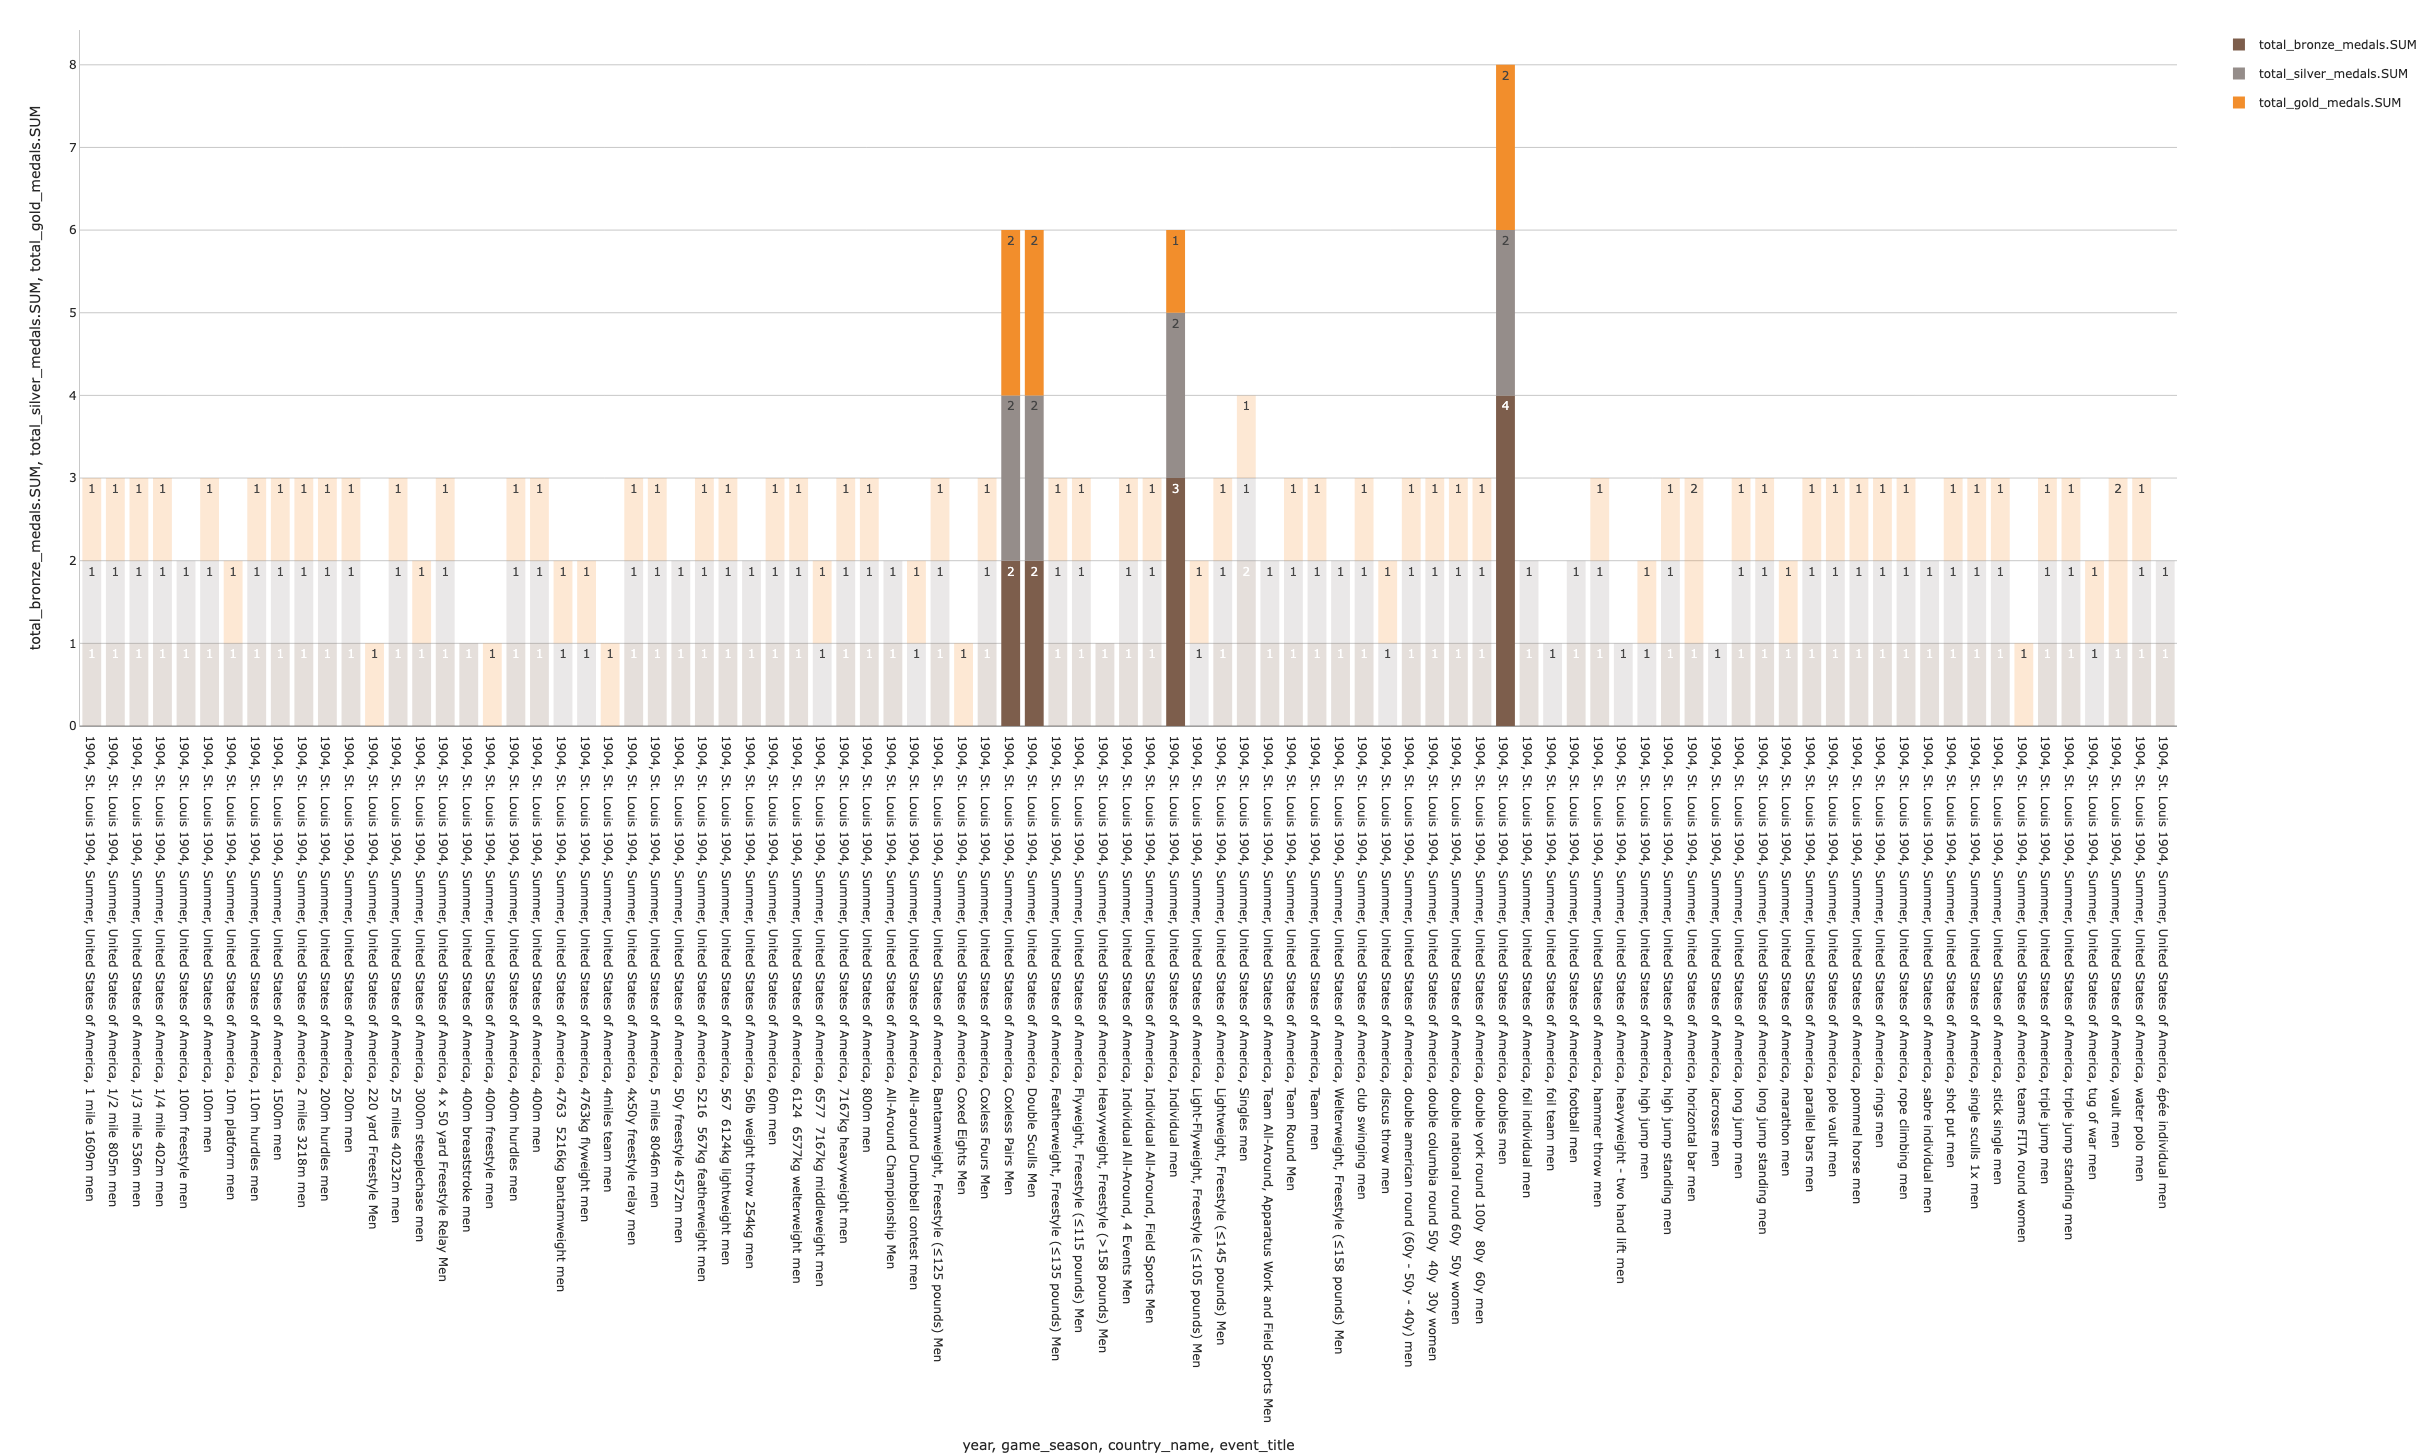 total_bronze_medals.SUM
total_silver_medals.SUM
total_gold_medals.SUM
total_bronze_medals.SUM, total_silver_medals.SUM, total_gold_medals.SUM
8
7
6
5
4
3
2
1
0
1904, St. Louis 1904, Summer, United States of America, 1 mile 1609m men
1904, St. Louis 1904, Summer, United States of America, 1/2 mile 805m men
1904, St. Louis 1904, Summer, United States of America, 1/3 mile 536m men
1904, St. Louis 1904, Summer, United States of America, 1/4 mile 402m men
1904, St. Louis 1904, Summer, United States of America, 100m freestyle men
1904, St. Louis 1904, Summer, United States of America, 100m men
1904, St. Louis 1904, Summer, United States of America, 10m platform men
1904, St. Louis 1904, Summer, United States of America, 110m hurdles men
1904, St. Louis 1904, Summer, United States of America, 1500m men
1904, St. Louis 1904, Summer, United States of America, 2 miles 3218m men
1904, St. Louis 1904, Summer, United States of America, 200m hurdles men
1904, St. Louis 1904, Summer, United States of America, 200m men
1904, St. Louis 1904, Summer, United States of America, 220 yard Freestyle Men
1904, St. Louis 1904, Summer, United States of America, 25 miles 40232m men
1904, St. Louis 1904, Summer, United States of America, 3000m steeplechase men
1904, St. Louis 1904, Summer, United States of America, 4 x 50 yard Freestyle Relay Men
1904, St. Louis 1904, Summer, United States of America, 400m breaststroke men
1904, St. Louis 1904, Summer, United States of America, 400m freestyle men
1904, St. Louis 1904, Summer, United States of America, 400m hurdles men
1904, St. Louis 1904, Summer, United States of America, 400m men
1904, St. Louis 1904, Summer, United States of America, 4763  5216kg bantamweight men
1904, St. Louis 1904, Summer, United States of America, 4763kg flyweight men
1904, St. Louis 1904, Summer, United States of America, 4miles team men
1904, St. Louis 1904, Summer, United States of America, 4x50y freestyle relay men
1904, St. Louis 1904, Summer, United States of America, 5 miles 8046m men
1904, St. Louis 1904, Summer, United States of America, 50y freestyle 4572m men
1904, St. Louis 1904, Summer, United States of America, 5216  567kg featherweight men
1904, St. Louis 1904, Summer, United States of America, 567  6124kg lightweight men
1904, St. Louis 1904, Summer, United States of America, 56lb weight throw 254kg men
1904, St. Louis 1904, Summer, United States of America, 60m men
1904, St. Louis 1904, Summer, United States of America, 6124  6577kg welterweight men
1904, St. Louis 1904, Summer, United States of America, 6577  7167kg middleweight men
1904, St. Louis 1904, Summer, United States of America, 7167kg heavyweight men
1904, St. Louis 1904, Summer, United States of America, 800m men
1904, St. Louis 1904, Summer, United States of America, All-Around Championship Men
1904, St. Louis 1904, Summer, United States of America, All-around Dumbbell contest men
1904, St. Louis 1904, Summer, United States of America, Bantamweight, Freestyle (≤125 pounds) Men
1904, St. Louis 1904, Summer, United States of America, Coxed Eights Men
1904, St. Louis 1904, Summer, United States of America, Coxless Fours Men
1904, St. Louis 1904, Summer, United States of America, Coxless Pairs Men
1904, St. Louis 1904, Summer, United States of America, Double Sculls Men
1904, St. Louis 1904, Summer, United States of America, Featherweight, Freestyle (≤135 pounds) Men
1904, St. Louis 1904, Summer, United States of America, Flyweight, Freestyle (≤115 pounds) Men
1904, St. Louis 1904, Summer, United States of America, Heavyweight, Freestyle (>158 pounds) Men
1904, St. Louis 1904, Summer, United States of America, Individual All-Around, 4 Events Men
1904, St. Louis 1904, Summer, United States of America, Individual All-Around, Field Sports Men
1904, St. Louis 1904, Summer, United States of America, Individual men
1904, St. Louis 1904, Summer, United States of America, Light-Flyweight, Freestyle (≤105 pounds) Men
1904, St. Louis 1904, Summer, United States of America, Lightweight, Freestyle (≤145 pounds) Men
1904, St. Louis 1904, Summer, United States of America, Singles men
1904, St. Louis 1904, Summer, United States of America, Team All-Around, Apparatus Work and Field Sports Men
1904, St. Louis 1904, Summer, United States of America, Team Round Men
1904, St. Louis 1904, Summer, United States of America, Team men
1904, St. Louis 1904, Summer, United States of America, Welterweight, Freestyle (≤158 pounds) Men
1904, St. Louis 1904, Summer, United States of America, club swinging men
1904, St. Louis 1904, Summer, United States of America, discus throw men
1904, St. Louis 1904, Summer, United States of America, double american round (60y - 50y - 40y) men
1904, St. Louis 1904, Summer, United States of America, double columbia round 50y  40y  30y women
1904, St. Louis 1904, Summer, United States of America, double national round 60y  50y women
1904, St. Louis 1904, Summer, United States of America, double york round 100y  80y  60y men
1904, St. Louis 1904, Summer, United States of America, doubles men
1904, St. Louis 1904, Summer, United States of America, foil individual men
1904, St. Louis 1904, Summer, United States of America, foil team men
1904, St. Louis 1904, Summer, United States of America, football men
1904, St. Louis 1904, Summer, United States of America, hammer throw men
1904, St. Louis 1904, Summer, United States of America, heavyweight - two hand lift men
1904, St. Louis 1904, Summer, United States of America, high jump men
1904, St. Louis 1904, Summer, United States of America, high jump standing men
1904, St. Louis 1904, Summer, United States of America, horizontal bar men
1904, St. Louis 1904, Summer, United States of America, lacrosse men
1904, St. Louis 1904, Summer, United States of America, long jump men
1904, St. Louis 1904, Summer, United States of America, long jump standing men
1904, St. Louis 1904, Summer, United States of America, marathon men
1904, St. Louis 1904, Summer, United States of America, parallel bars men
1904, St. Louis 1904, Summer, United States of America, pole vault men
1904, St. Louis 1904, Summer, United States of America, pommel horse men
1904, St. Louis 1904, Summer, United States of America, rings men
1904, St. Louis 1904, Summer, United States of America, rope climbing men
1904, St. Louis 1904, Summer, United States of America, sabre individual men
1904, St. Louis 1904, Summer, United States of America, shot put men
1904, St. Louis 1904, Summer, United States of America, single sculls 1x men
1904, St. Louis 1904, Summer, United States of America, stick single men
1904, St. Louis 1904, Summer, United States of America, teams FITA round women
1904, St. Louis 1904, Summer, United States of America, triple jump men
1904, St. Louis 1904, Summer, United States of America, triple jump standing men
1904, St. Louis 1904, Summer, United States of America, tug of war men
1904, St. Louis 1904, Summer, United States of America, vault men
1904, St. Louis 1904, Summer, United States of America, water polo men
1904, St. Louis 1904, Summer, United States of America, épée individual men
year, game_season, country_name, event_title